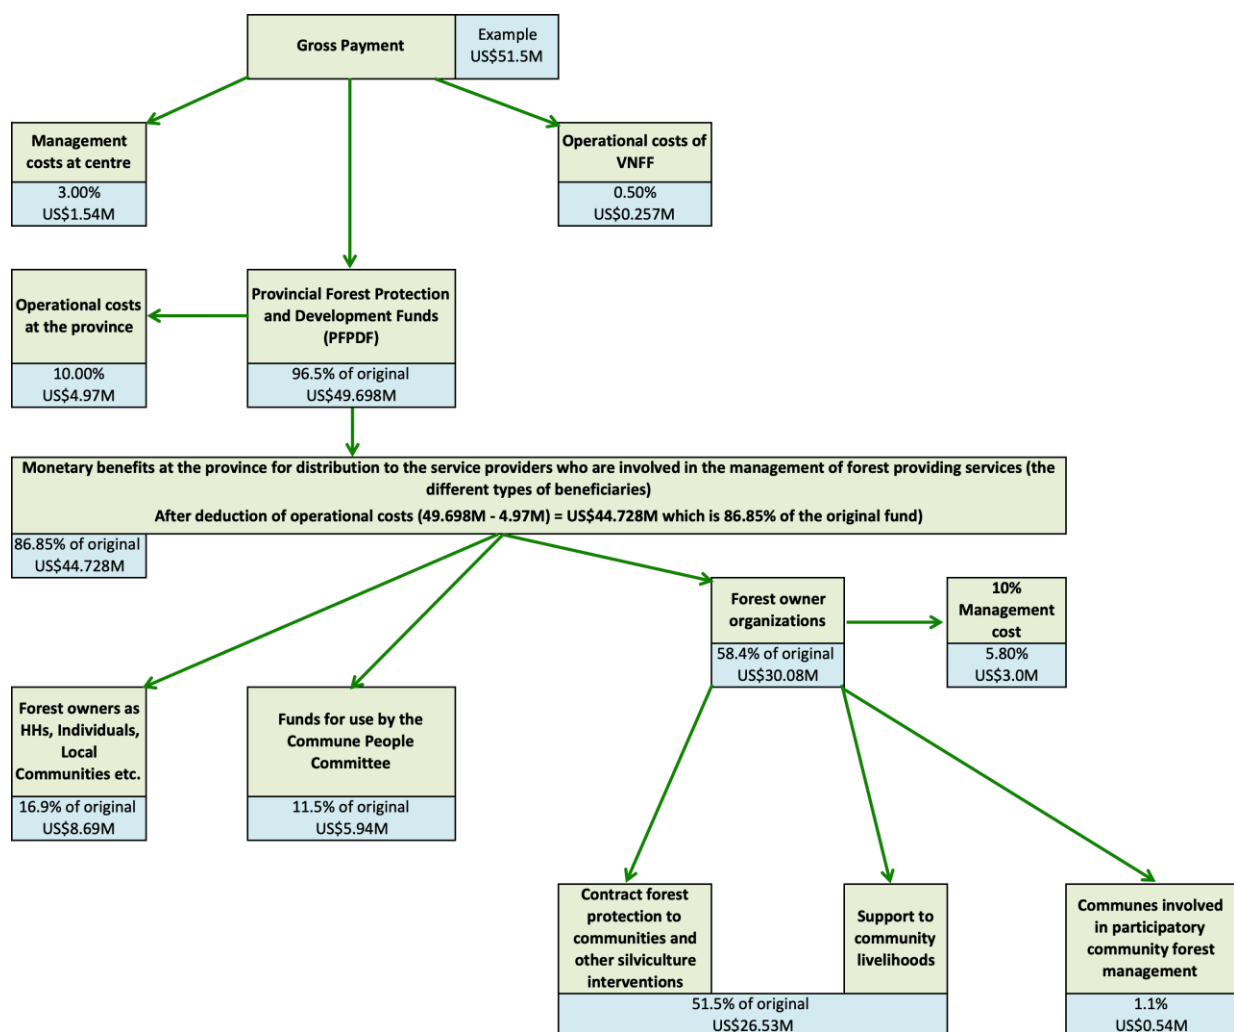 Gross Payment
Example
US$51.5M
Management
costs at centre
3.00%
US$1.54M
Operational costs of
VNFF
0.50%
US$0.257M
Operational costs
at the province
10.00%
US$4.97M
Provincial Forest Protection
and Development Funds
(PFPDF)
96.5% of original
US$49.698M
Monetary benefits at the province for distribution to the service providers who are involved in the management of forest providing services (the
different types of beneficiaries)
After deduction of operational costs (49.698M - 4.97M) = US$44.728M which is 86.85% of the original fund)
86.85% of original
US$44.728M
Forest owner
organizations
58.4% of original
US$30.08M
10%
Management
cost
5.80%
US$3.0M
Forest owners as
HHs, Individuals,
Local
Communities etc.
16.9% of original
US$8.69M
Funds for use by the
Commune People
Committee
11.5% of original
US$5.94M
Contract forest
protection to
communities and
other silviculture
interventions
Support to
community
livelihoods
51.5% of original
US$26.53M
Communes involved
in participatory
community forest
management
1.1%
US$0.54M